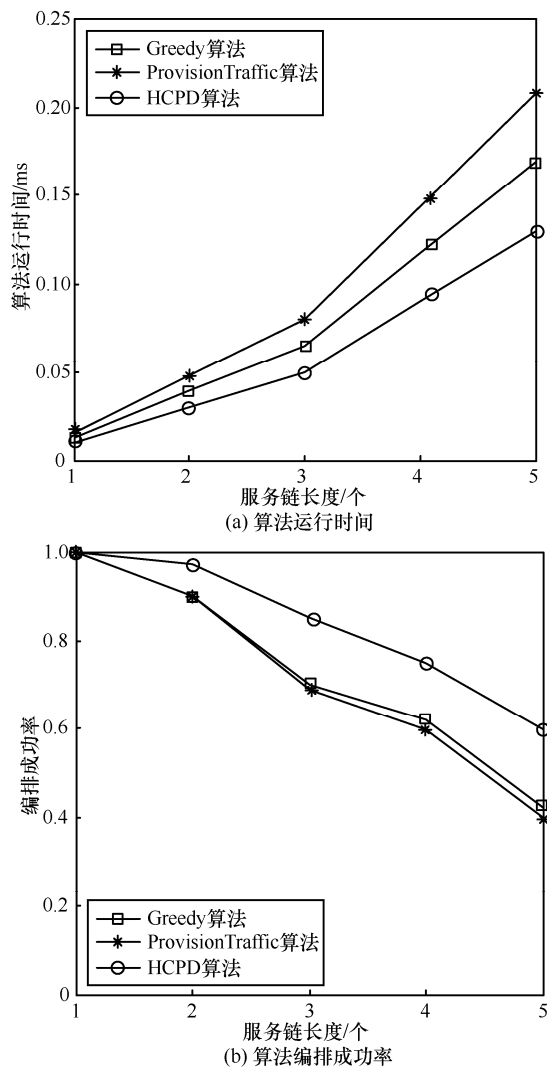 0.25
Greedy算法
ProvisionTraffic算法
HCPD算法
0.20
0.15
0.10
0.05
0
算法运行时间/ms
1 2 3 4 5
服务链长度/个
(a) 算法运行时间
1.0
0.8
0.6
0.4
0.2
0
编排成功率
Greedy算法
ProvisionTraffic算法
HCPD算法
1 2 3 4 5
服务链长度/个
(b) 算法编排成功率